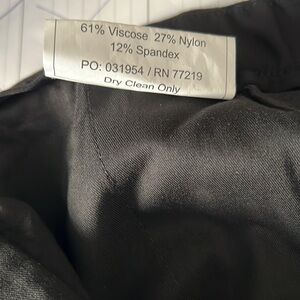 61% Viscose 27% Nylon
12% Spandex
PO: 031954 / RN 77219
Dry Clean Only